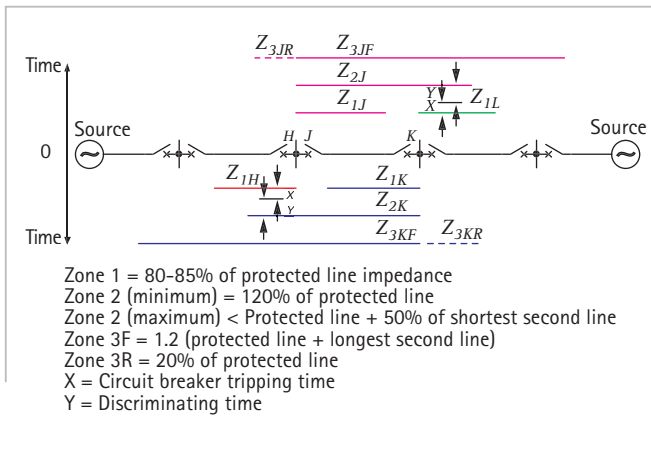 Z3JR Z3JF
Time
Z2J
Z1J Y X Z1L
Source H J K Source
0
Z1H X Y Z1K
Z2K
Time Z3KF Z3KR
Zone 1 = 80-85% of protected line impedance
Zone 2 (minimum) = 120% of protected line
Zone 2 (maximum) < Protected line + 50% of shortest second line
Zone 3F = 1.2 (protected line + longest second line)
Zone 3R = 20% of protected line
X = Circuit breaker tripping time
Y = Discriminating time